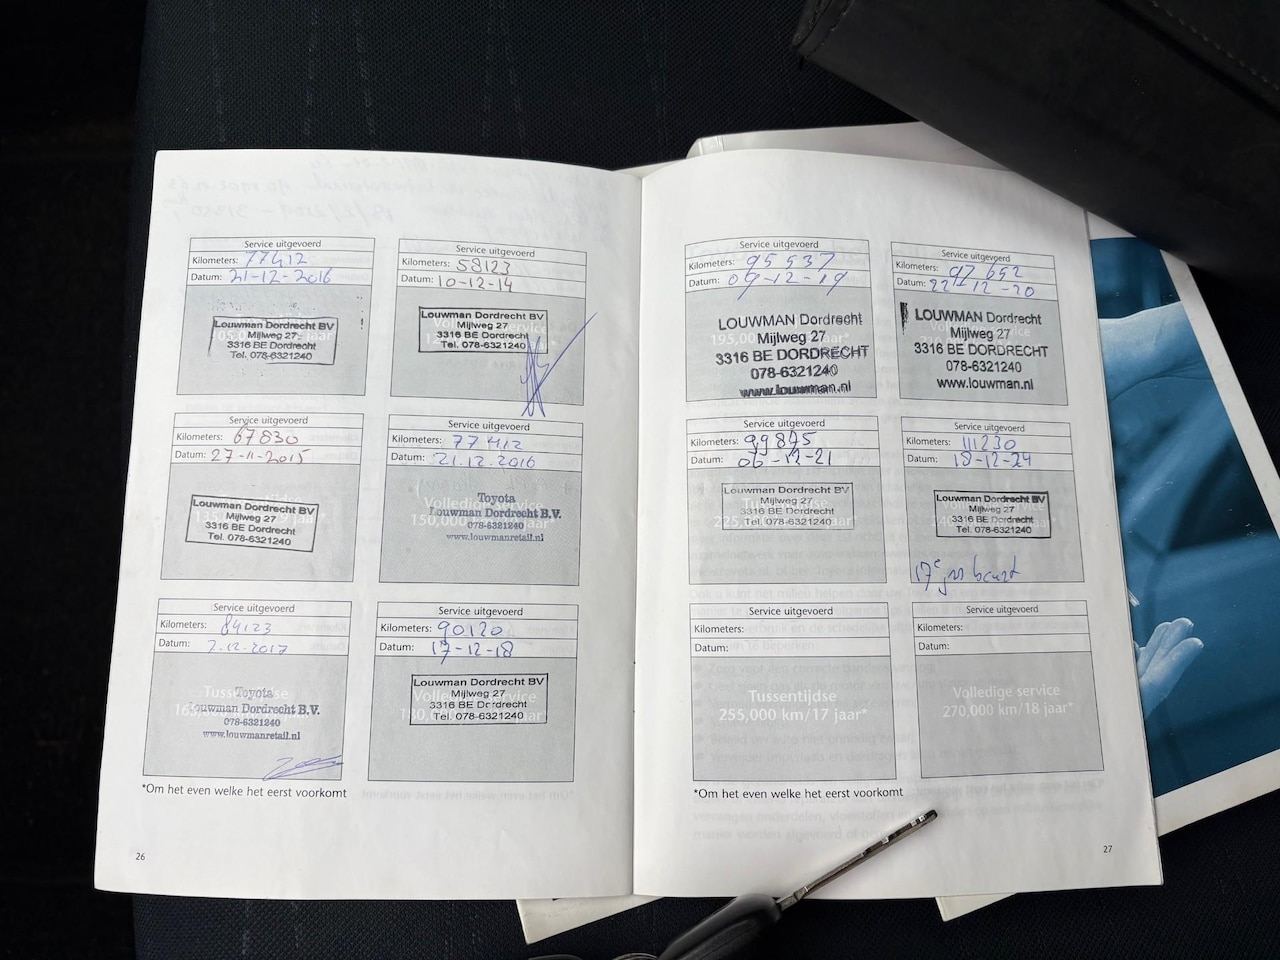 Service uitgevoerd
Kilometers: 77412
Datum: 21-12-2016
Louwman Dordrecht BV
Mijlweg 27
3316 BE Dordrecht
Tel. 078-6321240
Service uitgevoerd
Kilometers: 58123
Datum: 10-12-14
Louwman Dordrecht BV
Mijlweg 27
3316 BE Dordrecht
Tel. 078-6321240
Service uitgevoerd
Kilometers: 67830
Datum: 27-11-2015
Louwman Dordrecht BV
Mijlweg 27
3316 BE Dordrecht
Tel. 078-6321240
Service uitgevoerd
Kilometers: 77412
Datum: 21.12.2016
Volledige service
150,000 km/
jaar*
Toyota
Louwman Dordrecht B.V.
078-6321240
www.louwmanretail.nl
Service uitgevoerd
Kilometers: 84123
Datum: 7.12.2017
Tussentijdse
Toyota
ouwman Dordrecht B.V.
078-6321240
www.louwmanretail.nl
Service uitgevoerd
Kilometers: 90120
Datum: 17-12-18
Louwman Dordrecht BV
Mijlweg 27
3316 BE Dordrecht
Tel. 078-6321240
*Om het even welke het eerst voorkomt
26
Service uitgevoerd
Kilometers: 95537
Datum: 09-12-19
LOUWMAN Dordrecht
Mijlweg 27
3316 BE DORDRECHT
078-6321240
www.louwman.nl
Service uitgevoerd
Kilometers: 97652
Datum: 22-12-20
LOUWMAN Dordrecht
Mijlweg 27
3316 BE DORDRECHT
078-6321240
www.louwman.nl
Service uitgevoerd
Kilometers: 99875
Datum: 06-12-21
Louwman Dordrecht BV
Mijlweg 27
3316 BE Dordrecht
Tel. 078-6321240
Service uitgevoerd
Kilometers: 111230
Datum: 18-12-24
Louwman Dordrecht BV
Mijlweg 27
3316 BE Dordrecht
Tel. 078-6321240
17e
Service uitgevoerd
Kilometers:
Datum:
Tussentijdse
255,000 km/17 jaar*
Service uitgevoerd
Kilometers:
Datum:
Volledige service
270,000 km/18 jaar*
*Om het even welke het eerst voorkomt
27